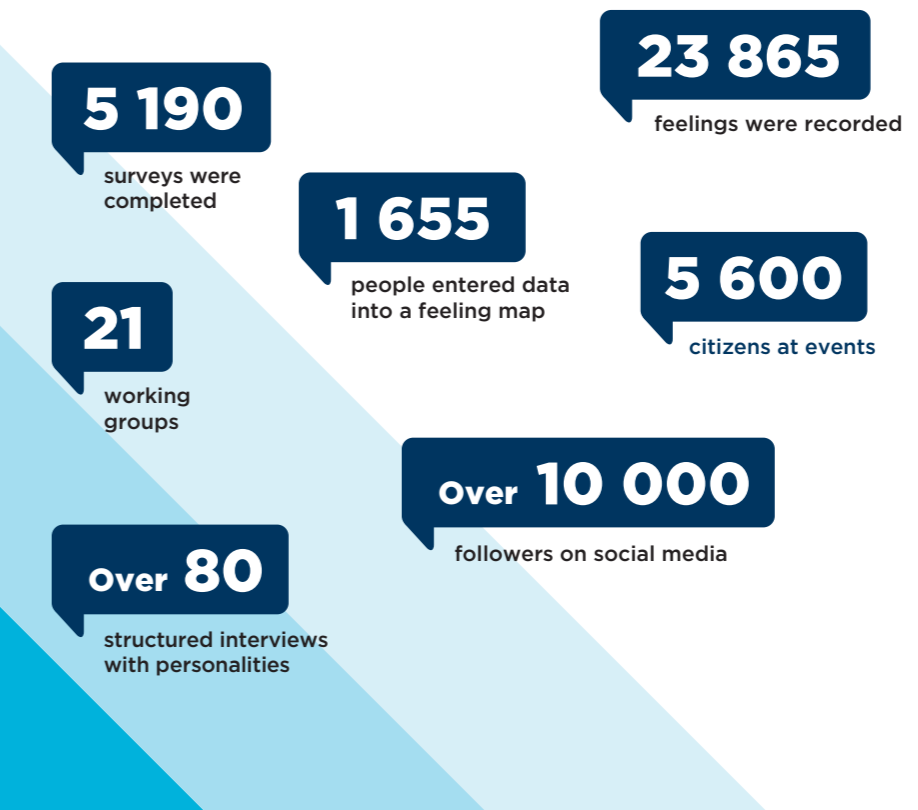 5 190
surveys were
completed
23 865
feelings were recorded
1 655
people entered data
into a feeling map
5 600
citizens at events
21
working
groups
Over 10 000
followers on social media
Over 80
structured interviews
with personalities